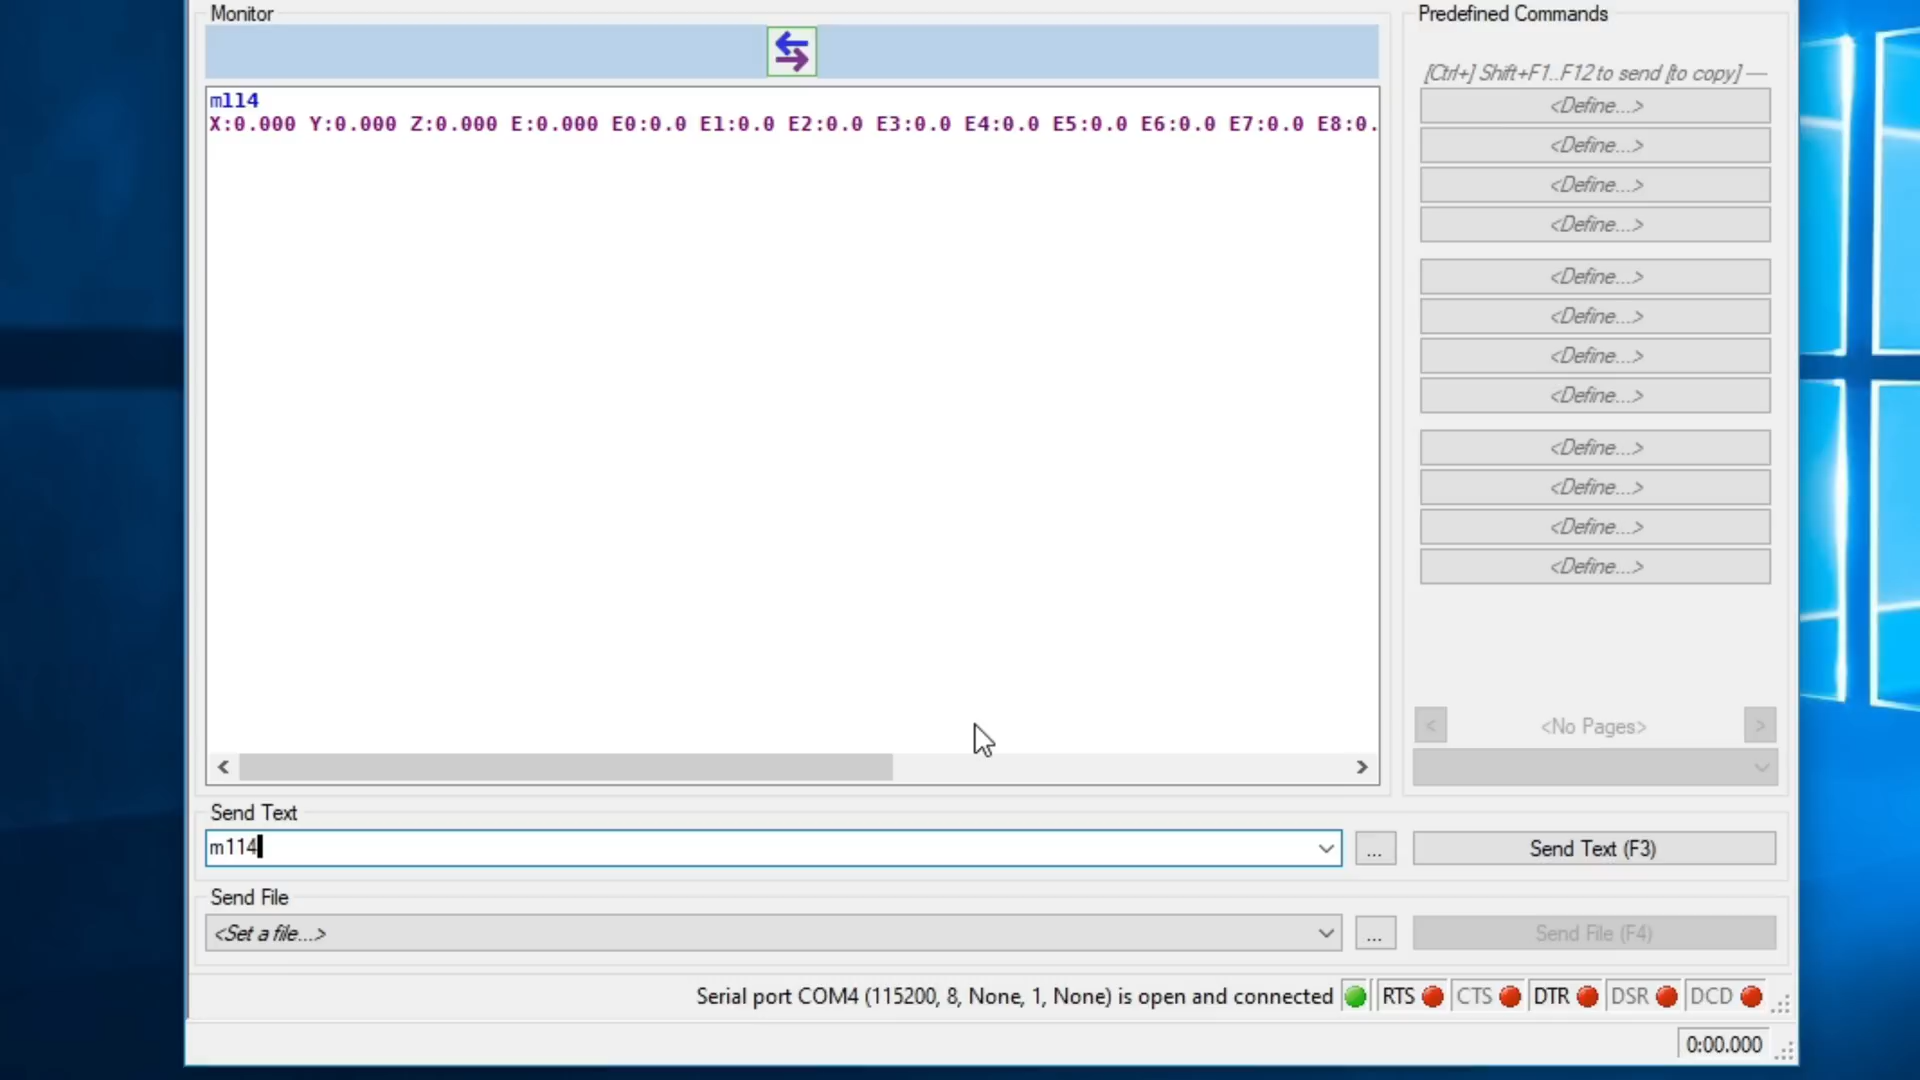 Monitor
m114
X:0.000 Y:0.000 Z:0.000 E:0.000 E0:0.0 E1:0.0 E2:0.0 E3:0.0 E4:0.0 E5:0.0 E6:0.0 E7:0.0 E8:0.
Predefined Commands
[Ctrl+] Shift+F1..F12 to send [to copy]
<Define...>
<Define...>
<Define...>
<Define...>
<Define...>
<Define...>
<Define...>
<Define...>
<Define...>
<Define...>
<Define...>
<Define...>
< <No Pages> >
Send Text
m114 ... Send Text (F3)
Send File
<Set a file...> ... Send File (F4)
Serial port COM4 (115200, 8, None, 1, None) is open and connected RTS CTS DTR DSR DCD
0:00.000